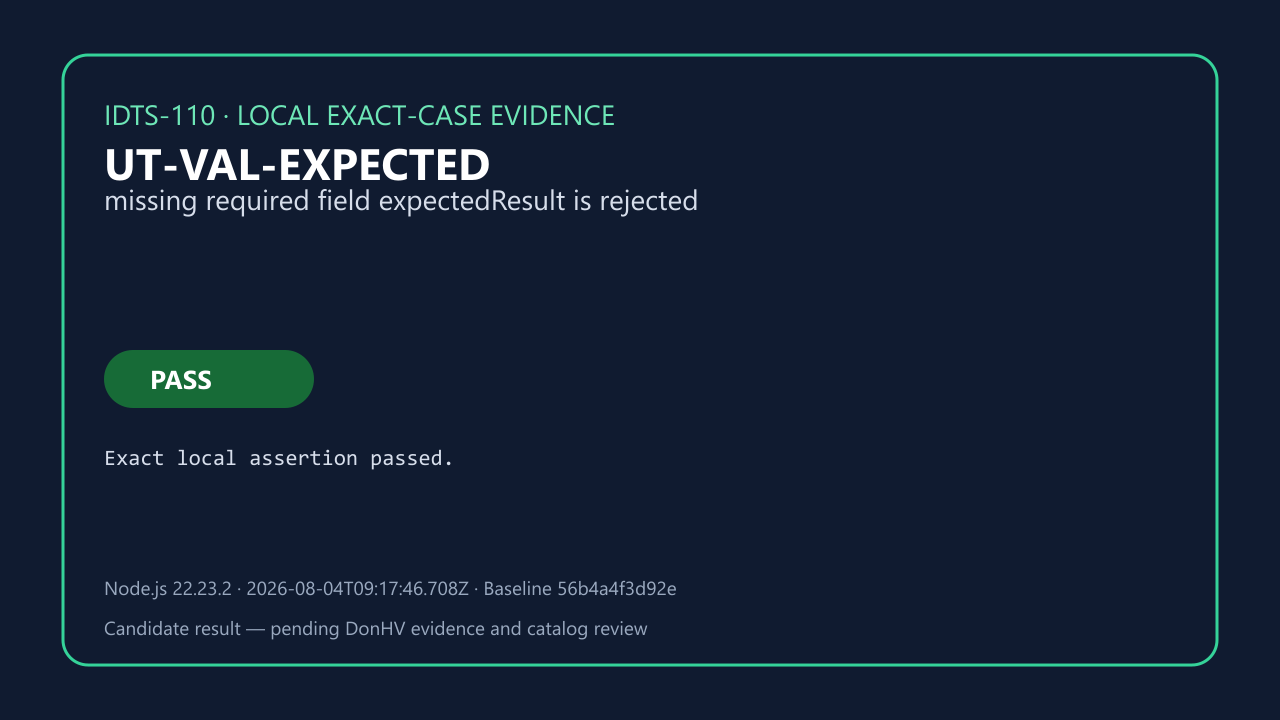 IDTS-110 · LOCAL EXACT-CASE EVIDENCE
UT-VAL-EXPECTED
missing required field expectedResult is rejected
PASS
Exact local assertion passed.
Node.js 22.23.2 · 2026-08-04T09:17:46.708Z · Baseline 56b4a4f3d92e
Candidate result — pending DonHV evidence and catalog review